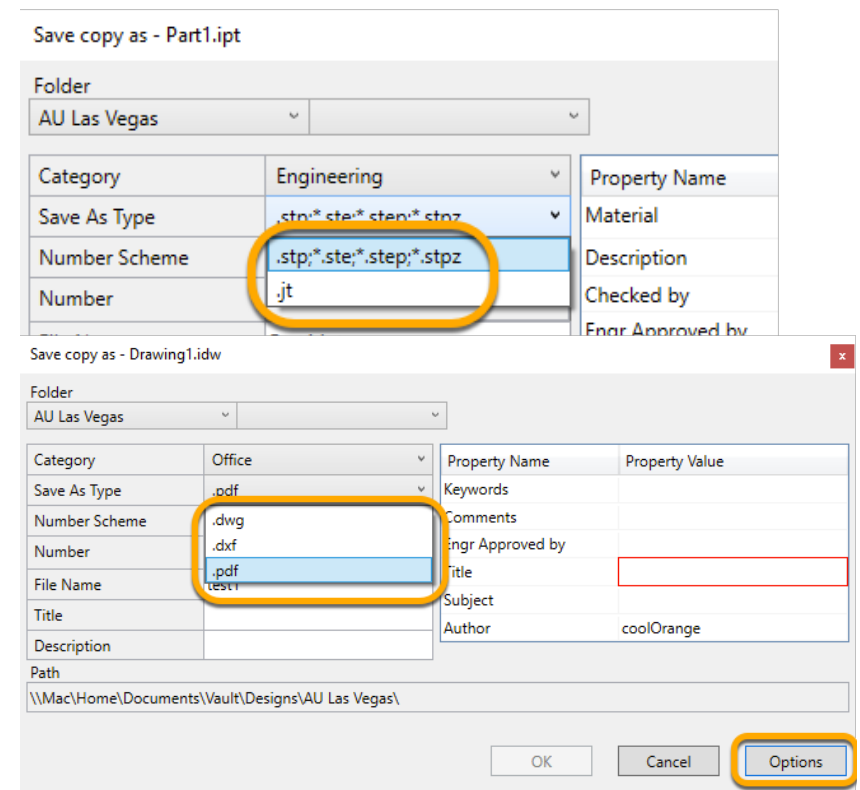 Save copy as - Part1.ipt
Folder
AU Las Vegas
Category Engineering Property Name
Save As Type .stp;*.ste;*.step;*.stpz Material
Number Scheme .stp;*.ste;*.step;*.stpz Description
Number .jt Checked by
Engr Approved by
Save copy as - Drawing1.idw x
Folder
AU Las Vegas
Category Office Property Name Property Value
Save As Type .pdf Keywords
Number Scheme .dwg Comments
Number .dxf Engr Approved by
.pdf Title
File Name test1
Subject
Title
Author coolOrange
Description
Path
\\Mac\Home\Documents\Vault\Designs\AU Las Vegas\
OK Cancel Options